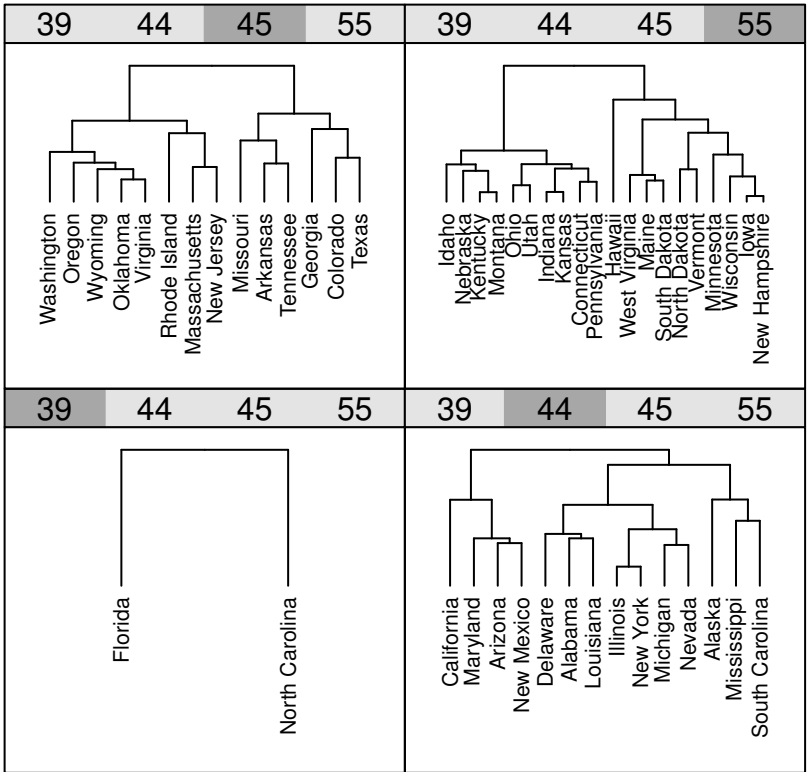 39 44 45 55
Washington
Oregon
Wyoming
Oklahoma
Virginia
Rhode Island
Massachusetts
New Jersey
Missouri
Arkansas
Tennessee
Georgia
Colorado
Texas
39 44 45 55
Idaho
Nebraska
Kentucky
Montana
Ohio
Utah
Indiana
Kansas
Connecticut
Pennsylvania
Hawaii
West Virginia
Maine
South Dakota
North Dakota
Vermont
Minnesota
Wisconsin
Iowa
New Hampshire
39 44 45 55
Florida
North Carolina
39 44 45 55
California
Maryland
Arizona
New Mexico
Delaware
Alabama
Louisiana
Illinois
New York
Michigan
Nevada
Alaska
Mississippi
South Carolina